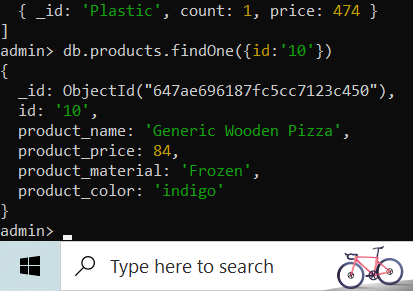 { _id: 'Plastic', count: 1, price: 474 }
]
admin> db.products.findOne({id:'10'})
{
  _id: ObjectId("647ae696187fc5cc7123c450"),
  id: '10',
  product_name: 'Generic Wooden Pizza',
  product_price: 84,
  product_material: 'Frozen',
  product_color: 'indigo'
}
admin> _
Type here to search